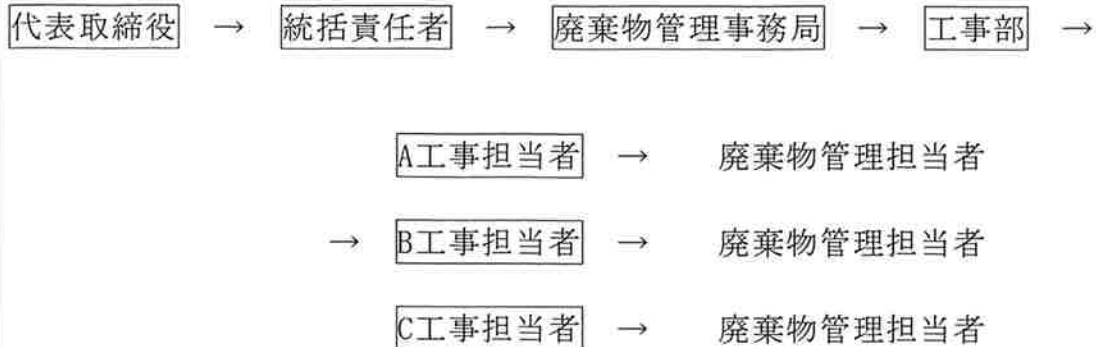 代表取締役 → 統括責任者 → 廃棄物管理事務局 → 工事部 →
A工事担当者 → 廃棄物管理担当者
→ B工事担当者 → 廃棄物管理担当者
C工事担当者 → 廃棄物管理担当者